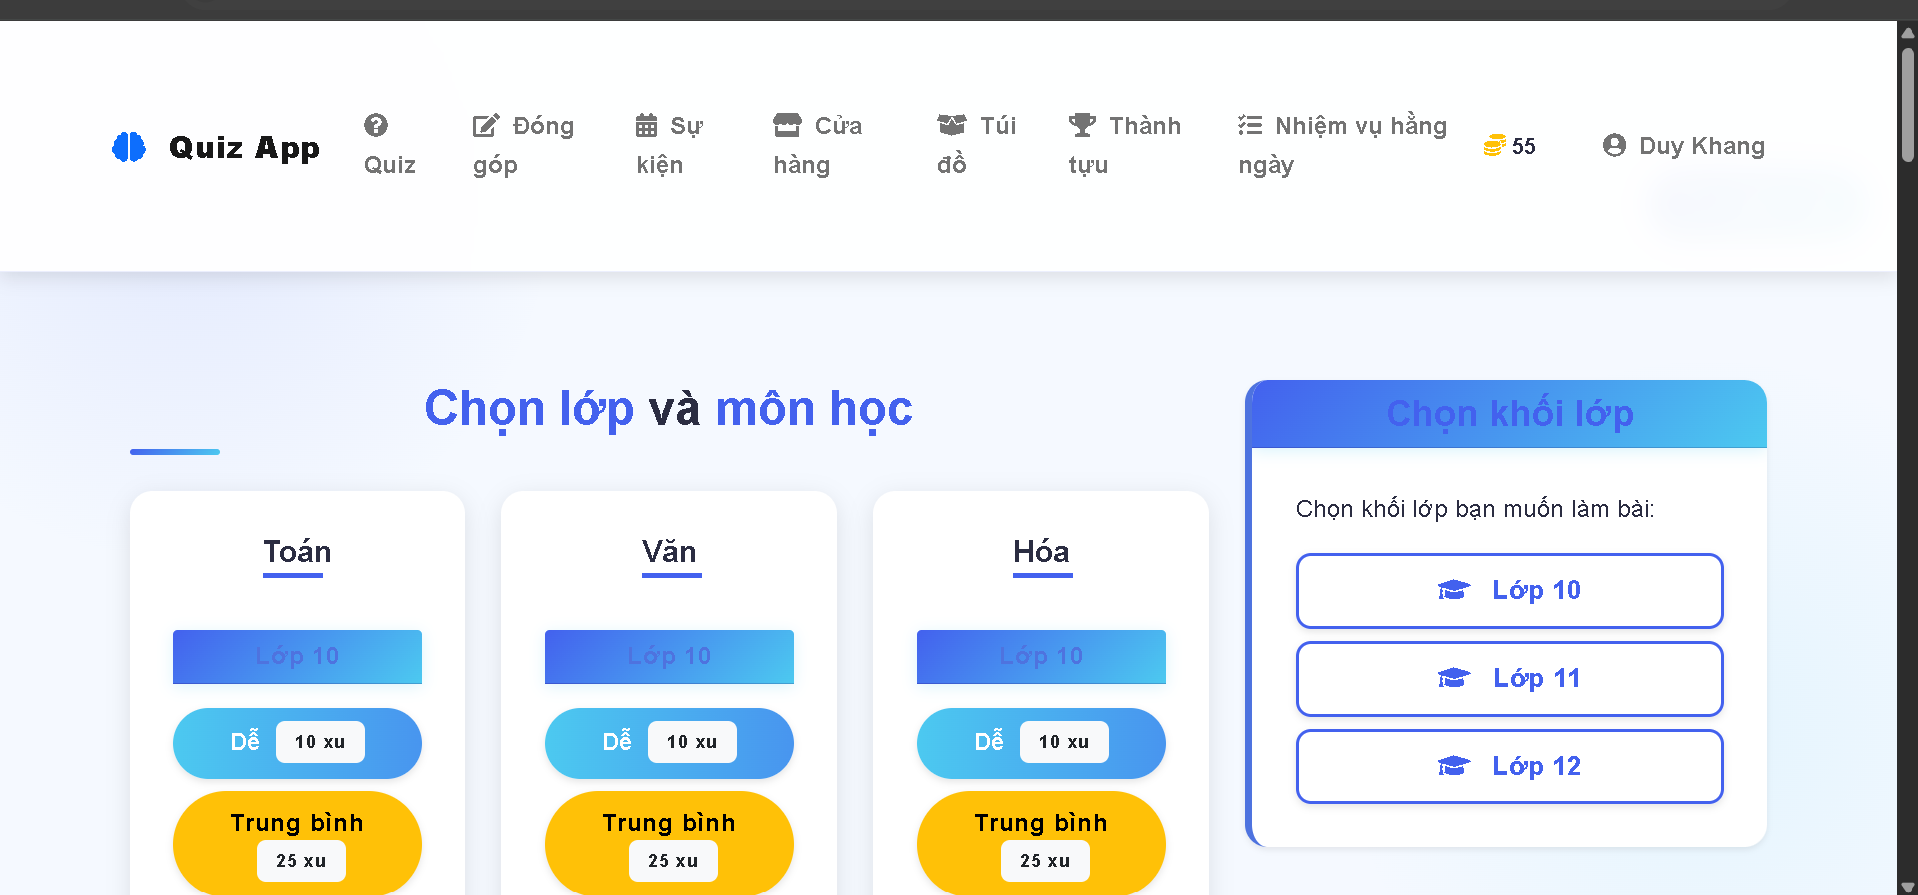 Quiz App
Quiz
Đóng góp
Sự kiện
Cửa hàng
Túi đồ
Thành tựu
Nhiệm vụ hằng ngày
55
Duy Khang
Chọn lớp và môn học
Toán
Lớp 10
Dễ 10 xu
Trung bình
25 xu
Văn
Lớp 10
Dễ 10 xu
Trung bình
25 xu
Hóa
Lớp 10
Dễ 10 xu
Trung bình
25 xu
Chọn khối lớp
Chọn khối lớp bạn muốn làm bài:
Lớp 10
Lớp 11
Lớp 12